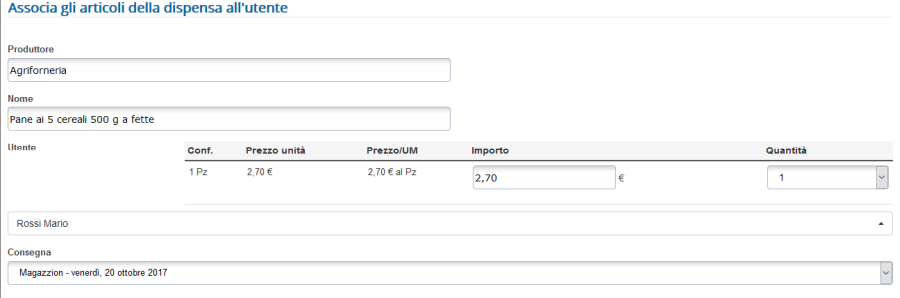 Associa gli articoli della dispensa all'utente
Produttore
Agriforneria
Nome
Pane ai 5 cereali 500 g a fette
Utente
Conf. Prezzo unità Prezzo/UM Importo Quantità
1 Pz 2,70 € 2,70 € al Pz 2,70 € 1
Rossi Mario
Consegna
Magazzion - venerdì, 20 ottobre 2017